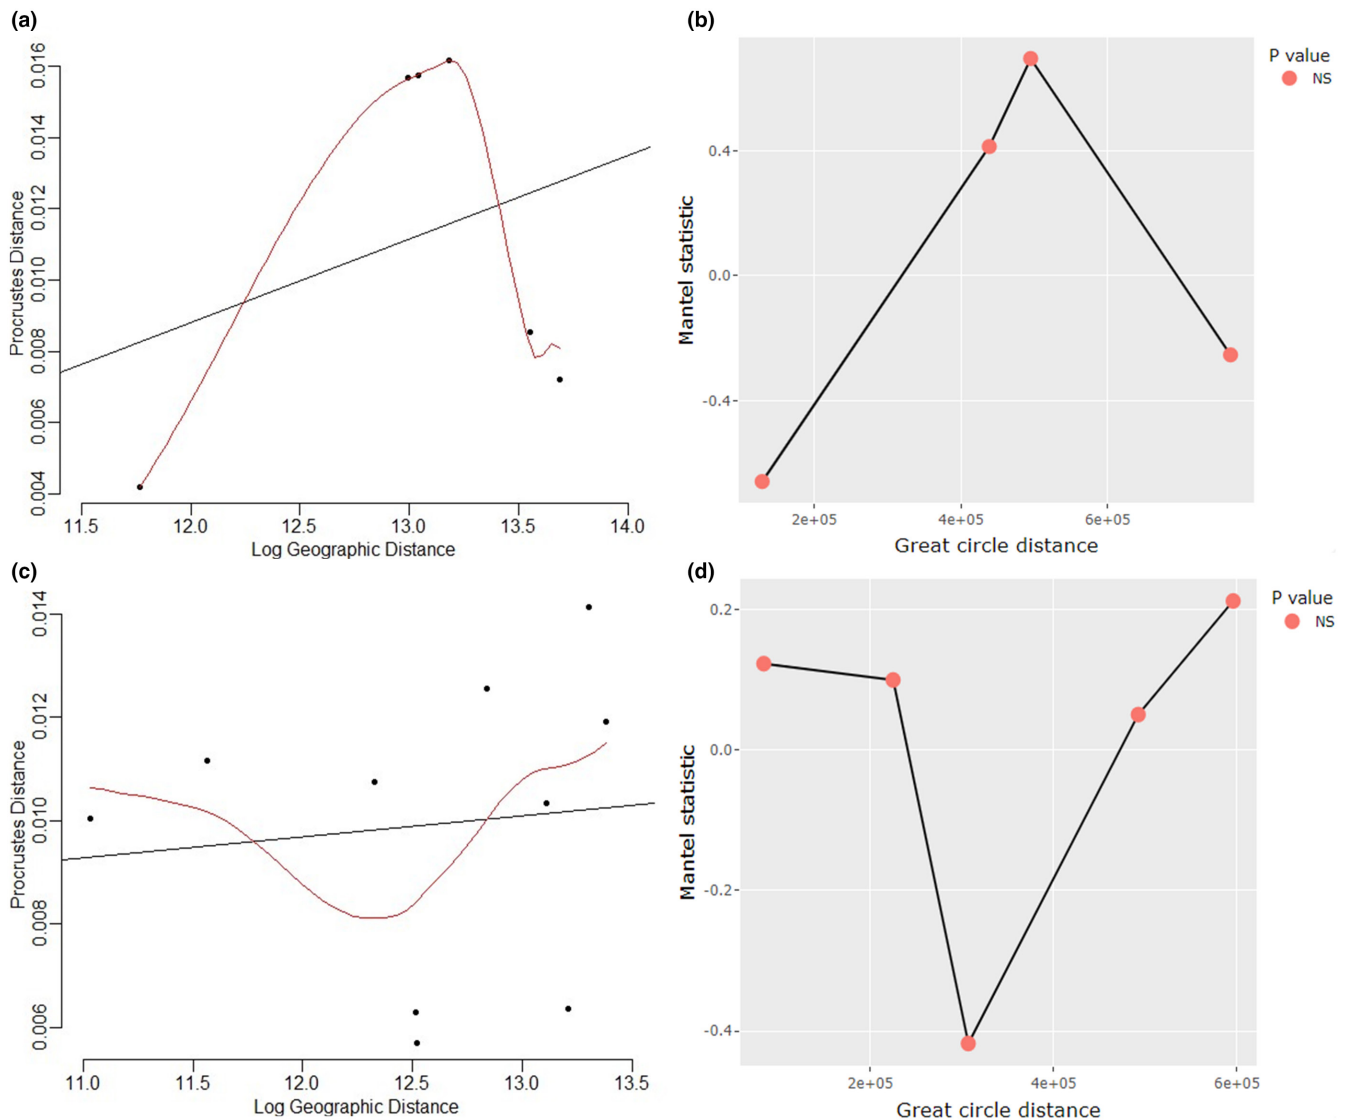 (a)
Procrustes Distance
0.016
0.014
0.012
0.010
0.008
0.006
0.004
11.5 12.0 12.5 13.0 13.5 14.0
Log Geographic Distance
(b)
Mantel statistic
0.4
0.0
-0.4
2e+05 4e+05 6e+05
Great circle distance
P value
NS
(c)
Procrustes Distance
0.014
0.012
0.010
0.008
0.006
11.0 11.5 12.0 12.5 13.0 13.5
Log Geographic Distance
(d)
Mantel statistic
0.2
0.0
-0.2
-0.4
2e+05 4e+05 6e+05
Great circle distance
P value
NS